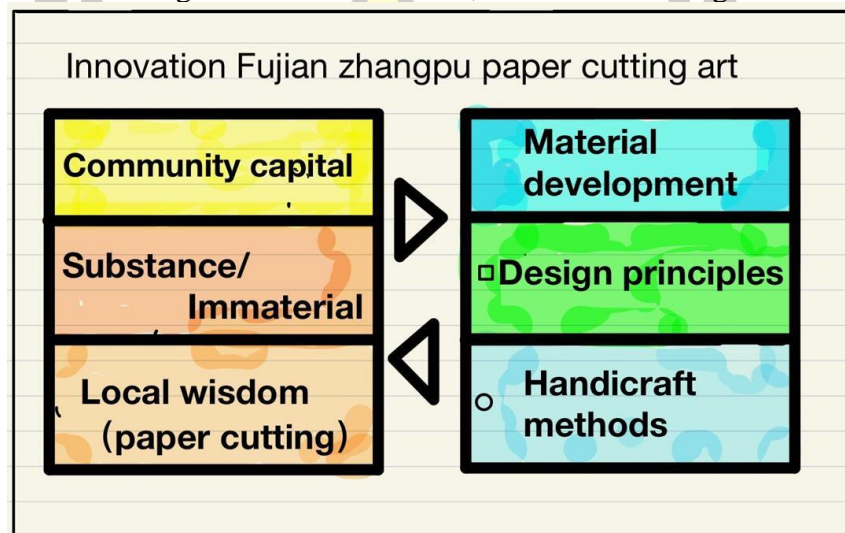 Innovation Fujian zhangpu paper cutting art
Community capital
Substance/
Immaterial
Local wisdom
(paper cutting)
Material
development
Design principles
Handicraft
methods